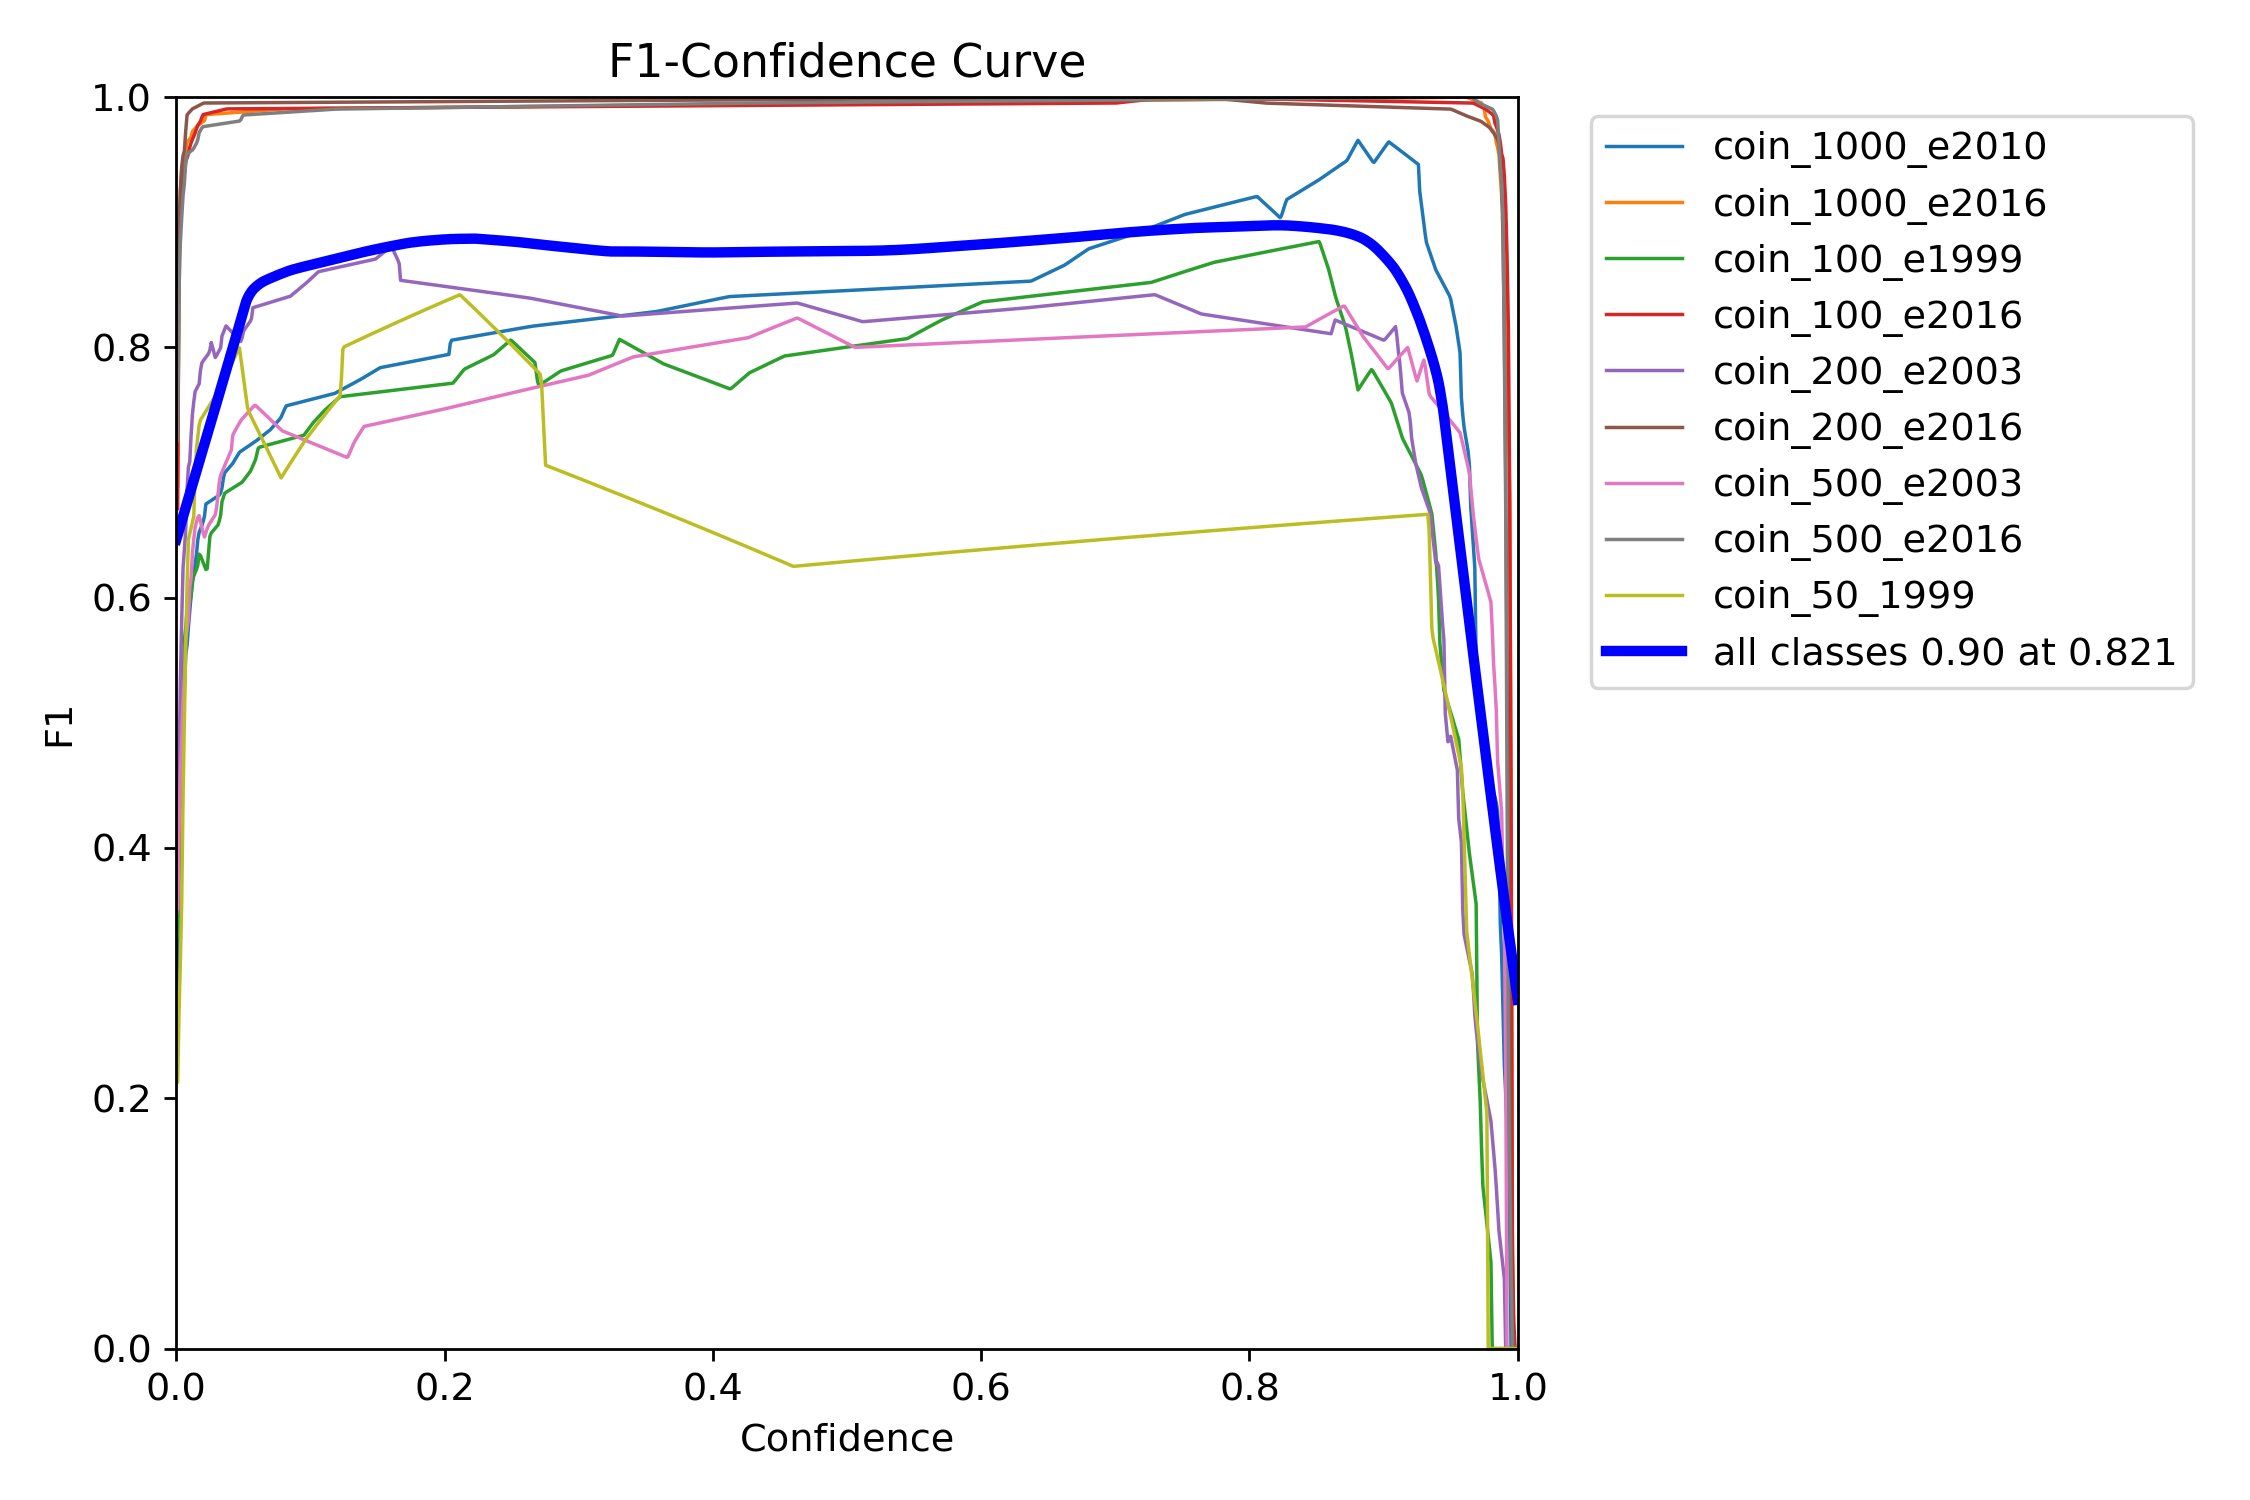 F1-Confidence Curve
1.0
0.8
0.6
0.4
0.2
0.0
F1
0.0 0.2 0.4 0.6 0.8 1.0
Confidence
coin_1000_e2010
coin_1000_e2016
coin_100_e1999
coin_100_e2016
coin_200_e2003
coin_200_e2016
coin_500_e2003
coin_500_e2016
coin_50_1999
all classes 0.90 at 0.821